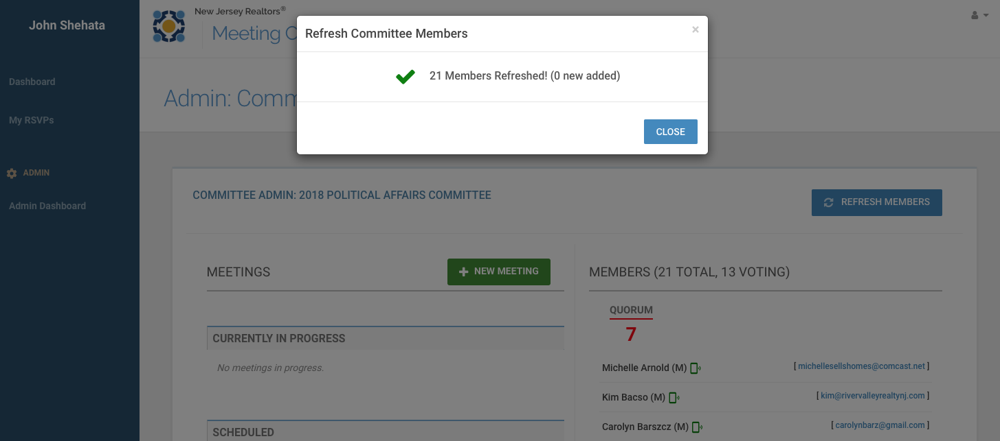 John Shehata
Dashboard
My RSVPs
ADMIN
Admin Dashboard
New Jersey Realtors®
Meeting C
Admin: Comm
Refresh Committee Members
×
21 Members Refreshed! (0 new added)
CLOSE
COMMITTEE ADMIN: 2018 POLITICAL AFFAIRS COMMITTEE
REFRESH MEMBERS
MEETINGS
NEW MEETING
CURRENTLY IN PROGRESS
No meetings in progress.
SCHEDULED
MEMBERS (21 TOTAL, 13 VOTING)
QUORUM
7
Michelle Arnold (M) [ michellesellshomes@comcast.net ]
Kim Bacso (M) [ kim@rivervalleyrealtynj.com ]
Carolyn Barszcz (M) [ carolynbarz@gmail.com ]